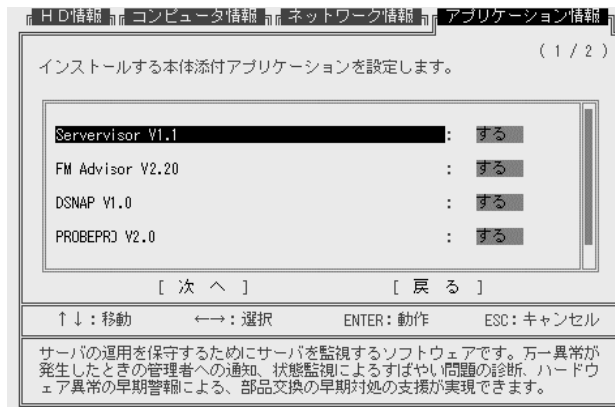 HD情報 コンピュータ情報 ネットワーク情報 アプリケーション情報
(1/2)
インストールする本体添付アプリケーションを設定します。
Servervisor V1.1 : する
FM Advisor V2.20 : する
DSNAP V1.0 : する
PROBEPRO V2.0 : する
[ 次 へ ] [ 戻 る ]
↑↓:移動 ←→:選択 ENTER:動作 ESC:キャンセル
サーバの運用を保守するためにサーバを監視するソフトウェアです。万一異常が
発生したときの管理者への通知、状態監視によるすばやい問題の診断、ハードウ
ェア異常の早期警報による、部品交換の早期対処の支援が実現できます。